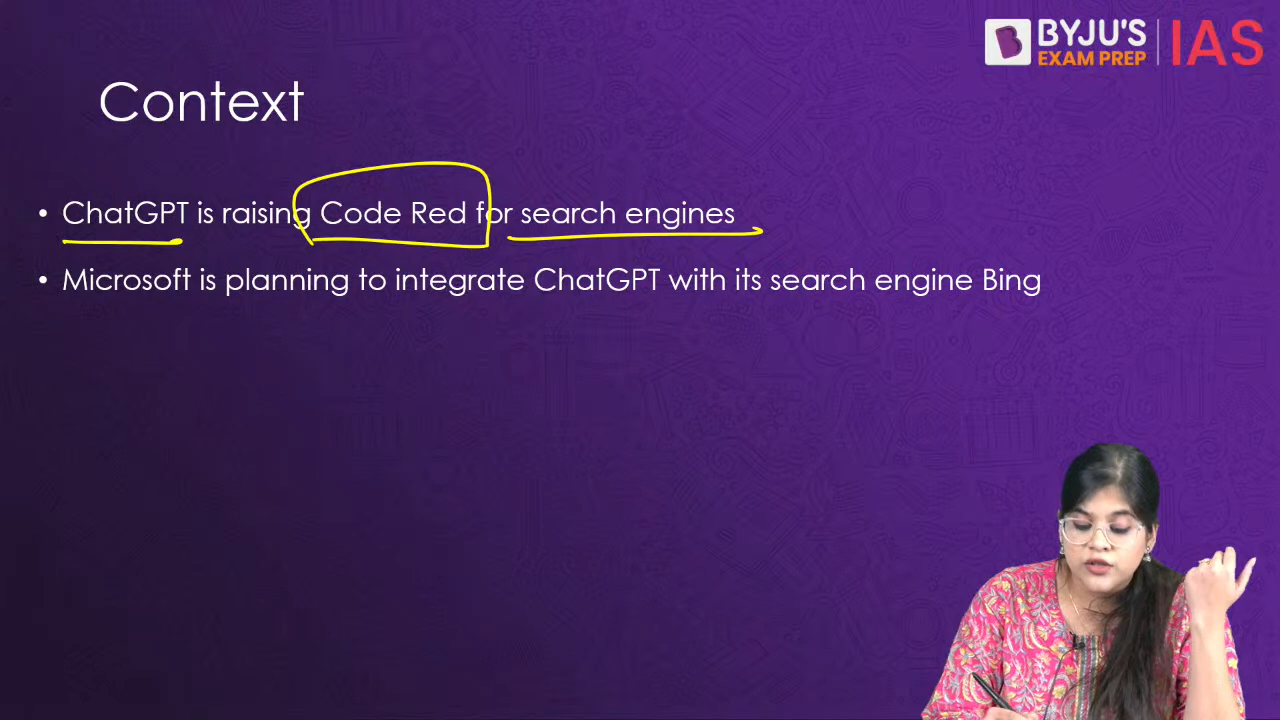 BYJU'S
EXAM PREP
IAS
Context
• ChatGPT is raising Code Red for search engines
• Microsoft is planning to integrate ChatGPT with its search engine Bing